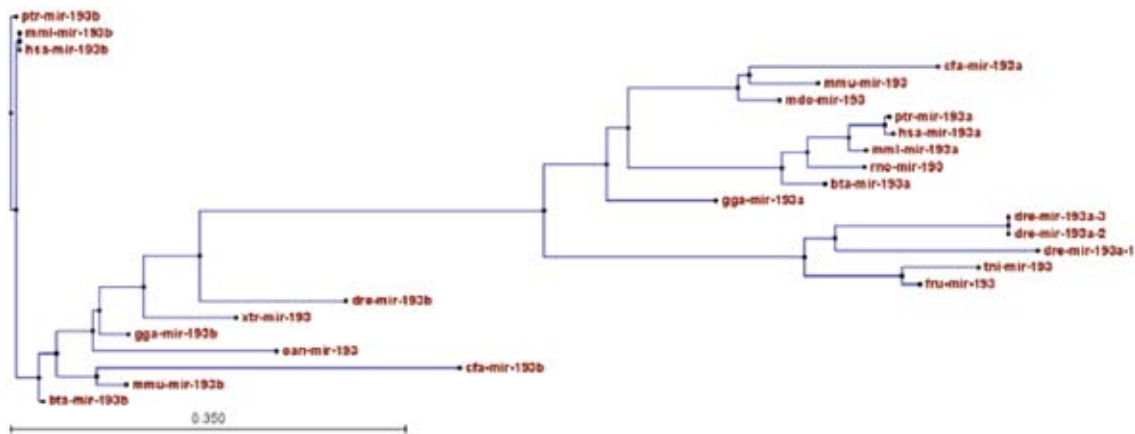 ptr-mir-193b
mml-mir-193b
hsa-mir-193b
cfa-mir-193a
mmu-mir-193
mdo-mir-193
ptr-mir-193a
hsa-mir-193a
mml-mir-193a
rno-mir-193
bta-mir-193a
gga-mir-193a
dre-mir-193a-3
dre-mir-193a-2
dre-mir-193a-1
tni-mir-193
fru-mir-193
dre-mir-193b
xtr-mir-193
gga-mir-193b
oan-mir-193
cfa-mir-193b
mmu-mir-193b
bta-mir-193b
0.350